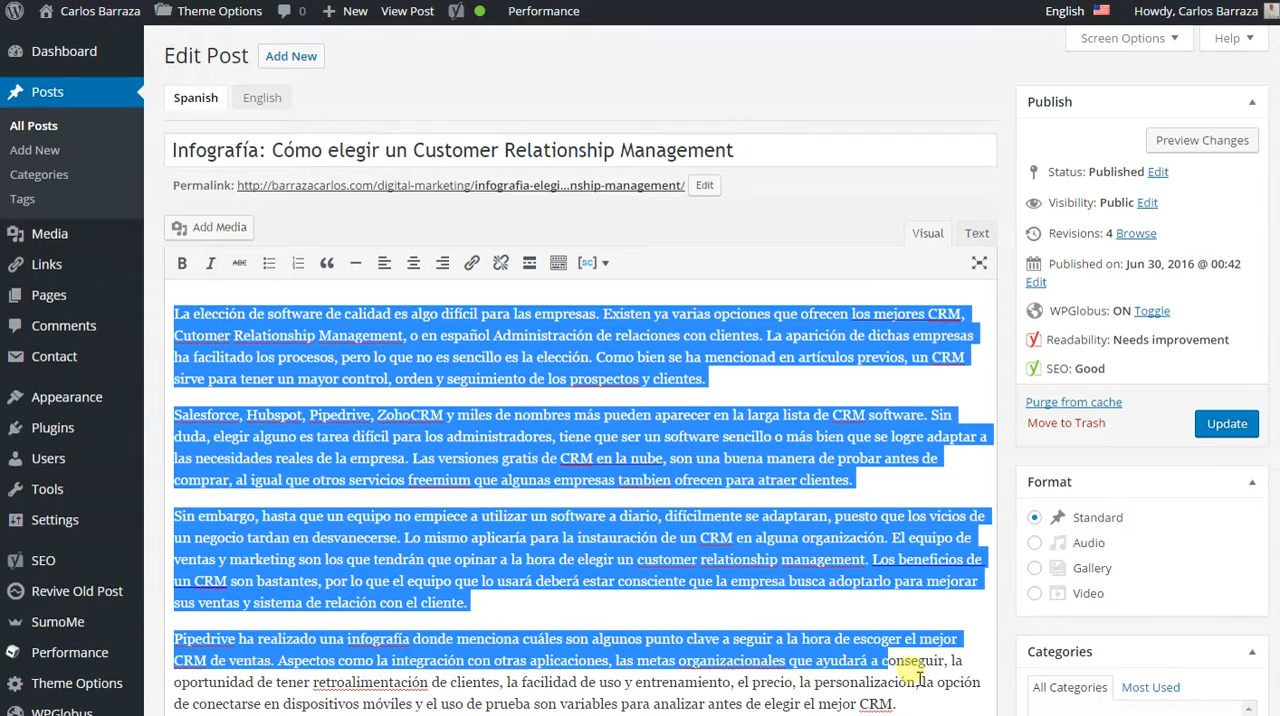 Carlos Barraza Theme Options 0 New View Post Performance English Howdy, Carlos Barraza
Screen Options Help
Dashboard
Posts
All Posts
Add New
Categories
Tags
Media
Links
Pages
Comments
Contact
Appearance
Plugins
Users
Tools
Settings
SEO
Revive Old Post
SumoMe
Performance
Theme Options
WPGlobus
Edit Post Add New
Spanish English
Infografía: Cómo elegir un Customer Relationship Management
Permalink: http://barrazacarlos.com/digital-marketing/infografia-elegi...nship-management/ Edit
Add Media
Visual Text
B I ABC [sc]
La elección de software de calidad es algo difícil para las empresas. Existen ya varias opciones que ofrecen los mejores CRM,
Cutomer Relationship Management, o en español Administración de relaciones con clientes. La aparición de dichas empresas
ha facilitado los procesos, pero lo que no es sencillo es la elección. Como bien se ha mencionad en artículos previos, un CRM
sirve para tener un mayor control, orden y seguimiento de los prospectos y clientes.
Salesforce, Hubspot, Pipedrive, ZohoCRM y miles de nombres más pueden aparecer en la larga lista de CRM software. Sin
duda, elegir alguno es tarea difícil para los administradores, tiene que ser un software sencillo o más bien que se logre adaptar a
las necesidades reales de la empresa. Las versiones gratis de CRM en la nube, son una buena manera de probar antes de
comprar, al igual que otros servicios freemium que algunas empresas tambien ofrecen para atraer clientes.
Sin embargo, hasta que un equipo no empiece a utilizar un software a diario, difícilmente se adaptaran, puesto que los vicios de
un negocio tardan en desvanecerse. Lo mismo aplicaría para la instauración de un CRM en alguna organización. El equipo de
ventas y marketing son los que tendrán que opinar a la hora de elegir un customer relationship management. Los beneficios de
un CRM son bastantes, por lo que el equipo que lo usará deberá estar consciente que la empresa busca adoptarlo para mejorar
sus ventas y sistema de relación con el cliente.
Pipedrive ha realizado una infografía donde menciona cuáles son algunos punto clave a seguir a la hora de escoger el mejor
CRM de ventas. Aspectos como la integración con otras aplicaciones, las metas organizacionales que ayudará a conseguir, la
oportunidad de tener retroalimentación de clientes, la facilidad de uso y entrenamiento, el precio, la personalización, la opción
de conectarse en dispositivos móviles y el uso de prueba son variables para analizar antes de elegir el mejor CRM.
Publish
Preview Changes
Status: Published Edit
Visibility: Public Edit
Revisions: 4 Browse
Published on: Jun 30, 2016 @ 00:42
Edit
WPGlobus: ON Toggle
Readability: Needs improvement
SEO: Good
Purge from cache
Move to Trash
Update
Format
Standard
Audio
Gallery
Video
Categories
All Categories Most Used